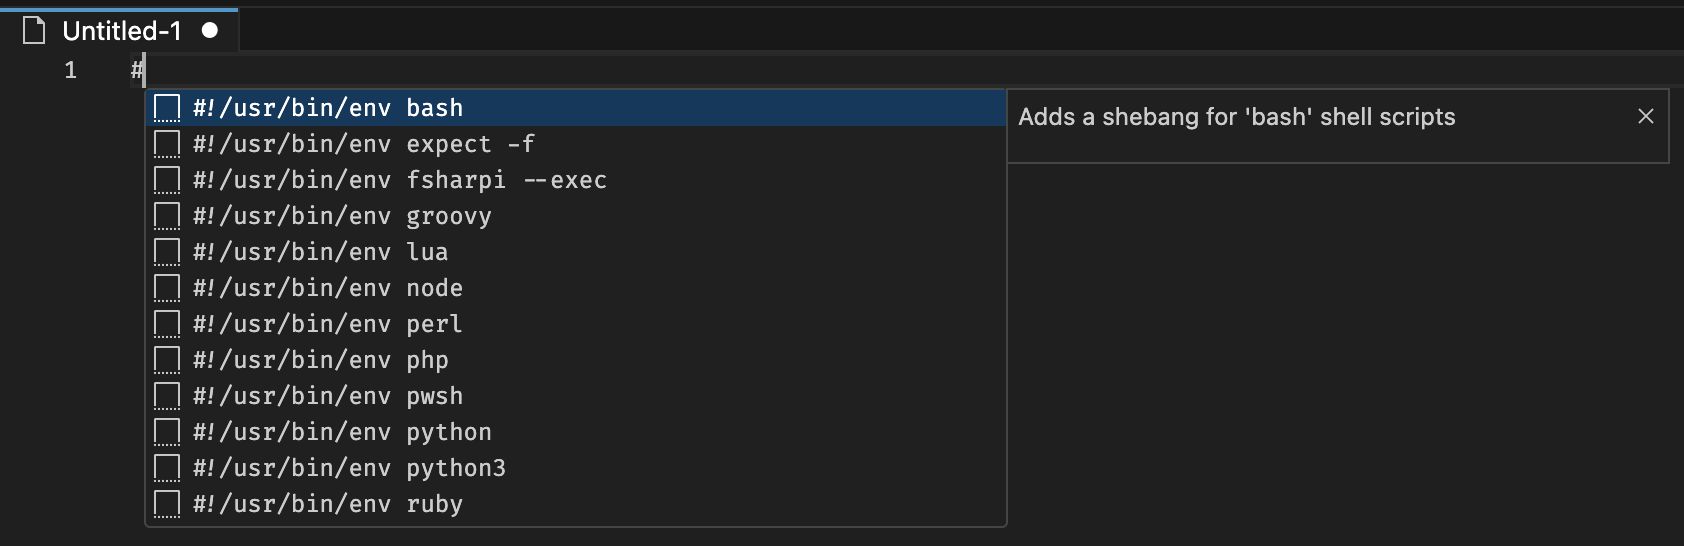 Untitled-1
1 #
#!/usr/bin/env bash
Adds a shebang for 'bash' shell scripts
#!/usr/bin/env expect -f
#!/usr/bin/env fsharpi --exec
#!/usr/bin/env groovy
#!/usr/bin/env lua
#!/usr/bin/env node
#!/usr/bin/env perl
#!/usr/bin/env php
#!/usr/bin/env pwsh
#!/usr/bin/env python
#!/usr/bin/env python3
#!/usr/bin/env ruby